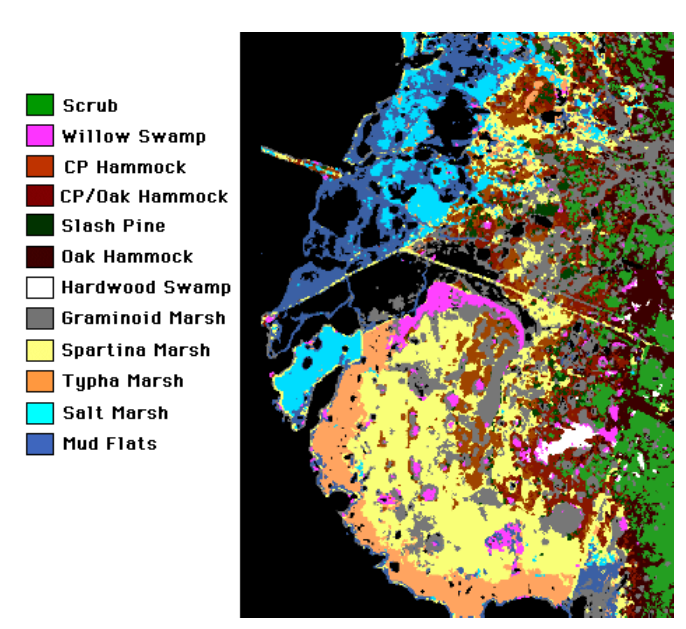 Scrub
Willow Swamp
CP Hammock
CP/Oak Hammock
Slash Pine
Oak Hammock
Hardwood Swamp
Graminoid Marsh
Spartina Marsh
Typha Marsh
Salt Marsh
Mud Flats